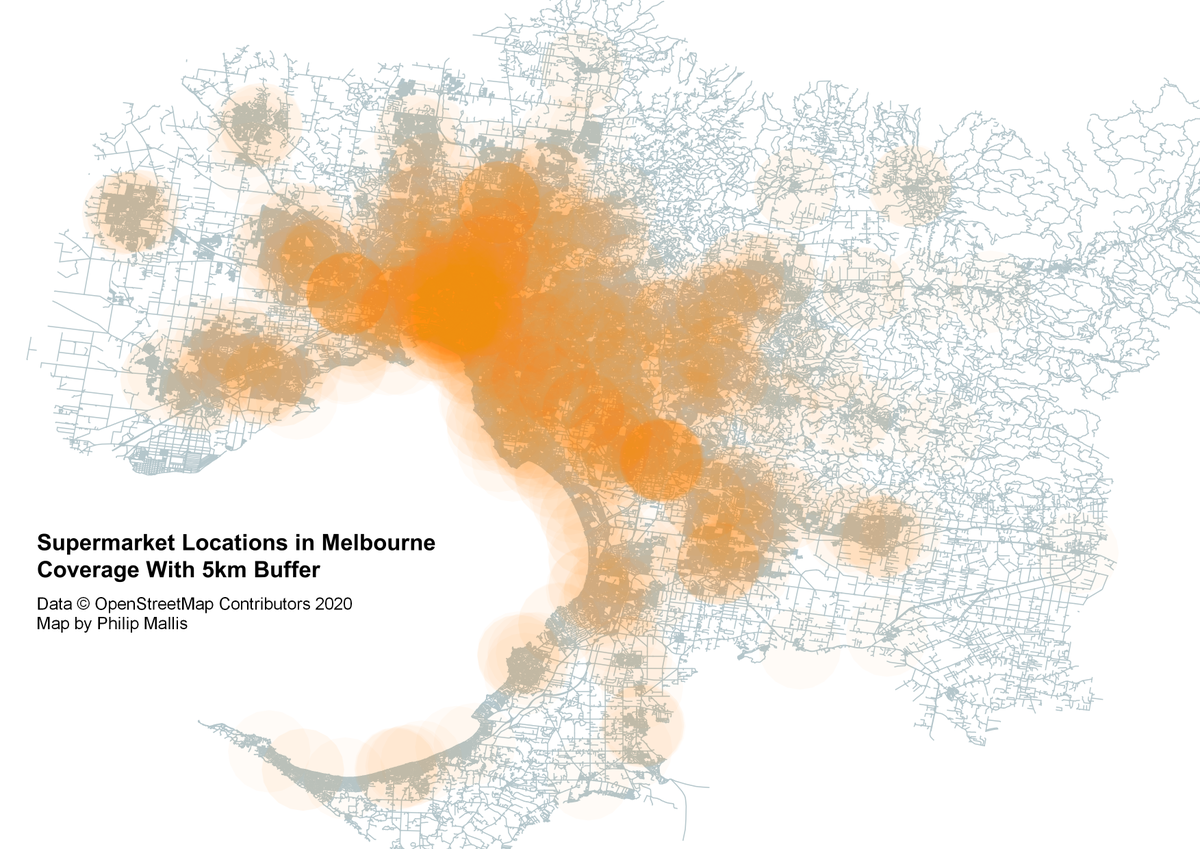 Supermarket Locations in Melbourne
Coverage With 5km Buffer
Data © OpenStreetMap Contributors 2020
Map by Philip Mallis